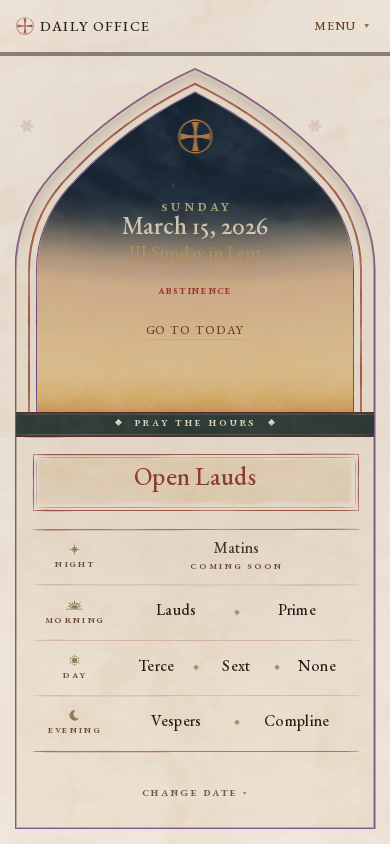 DAILY OFFICE MENU
SUNDAY
March 15, 2026
III Sunday in Lent
ABSTINENCE
GO TO TODAY
PRAY THE HOURS
Open Lauds
NIGHT
Matins
COMING SOON
MORNING
Lauds Prime
DAY
Terce Sext None
EVENING
Vespers Compline
CHANGE DATE